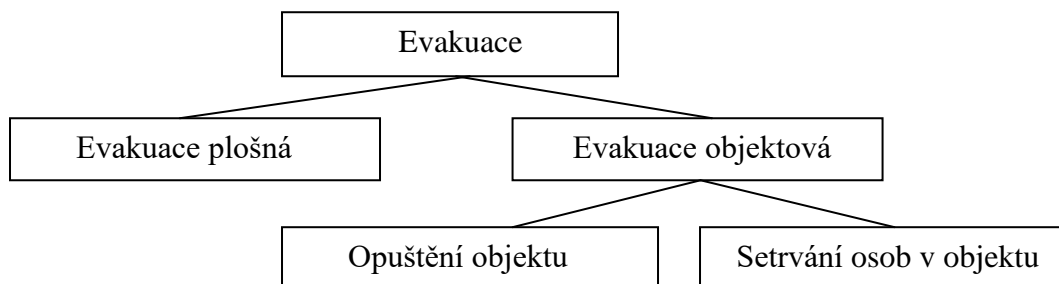 Evakuace
Evakuace plošná
Evakuace objektová
Opuštění objektu
Setrvání osob v objektu